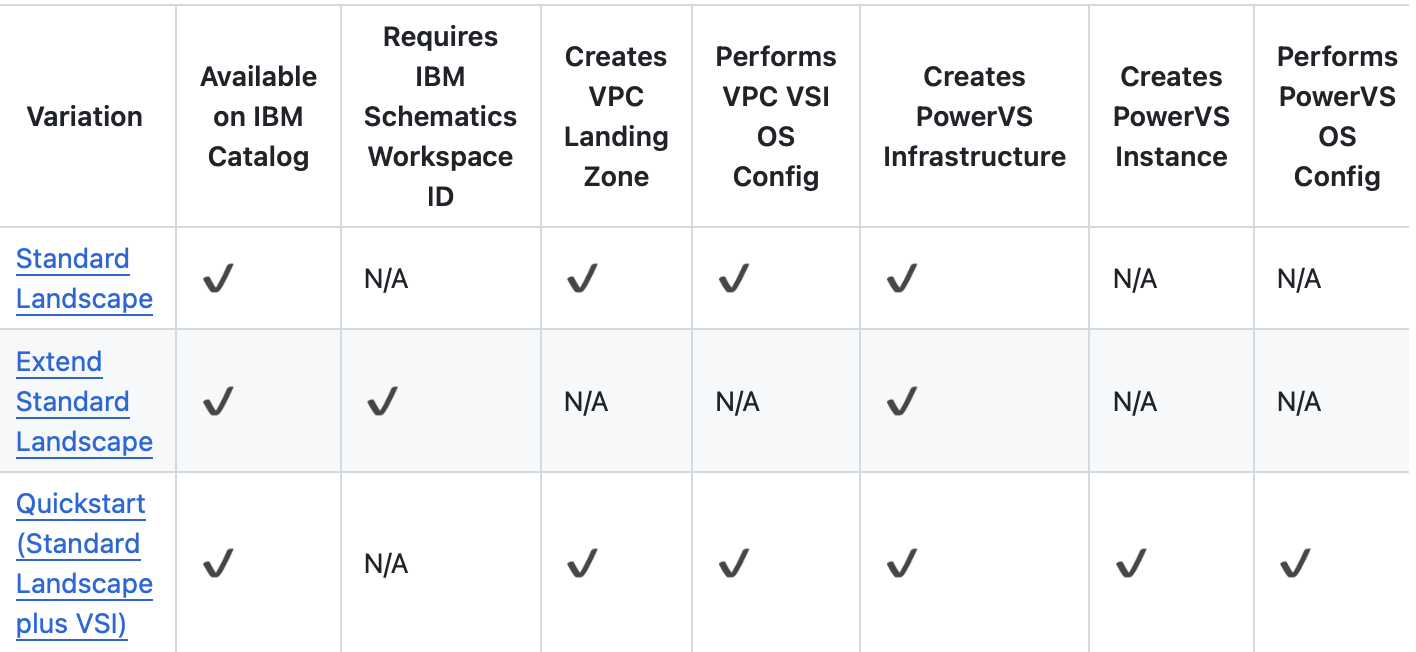 Variation
Available
on IBM
Catalog
Requires
IBM
Schematics
Workspace
ID
Creates
VPC
Landing
Zone
Performs
VPC VSI
OS
Config
Creates
PowerVS
Infrastructure
Creates
PowerVS
Instance
Performs
PowerVS
OS
Config
Standard
Landscape
✔
N/A
✔
✔
✔
N/A
N/A
Extend
Standard
Landscape
✔
✔
N/A
N/A
✔
N/A
N/A
Quickstart
(Standard
Landscape
plus VSI)
✔
N/A
✔
✔
✔
✔
✔